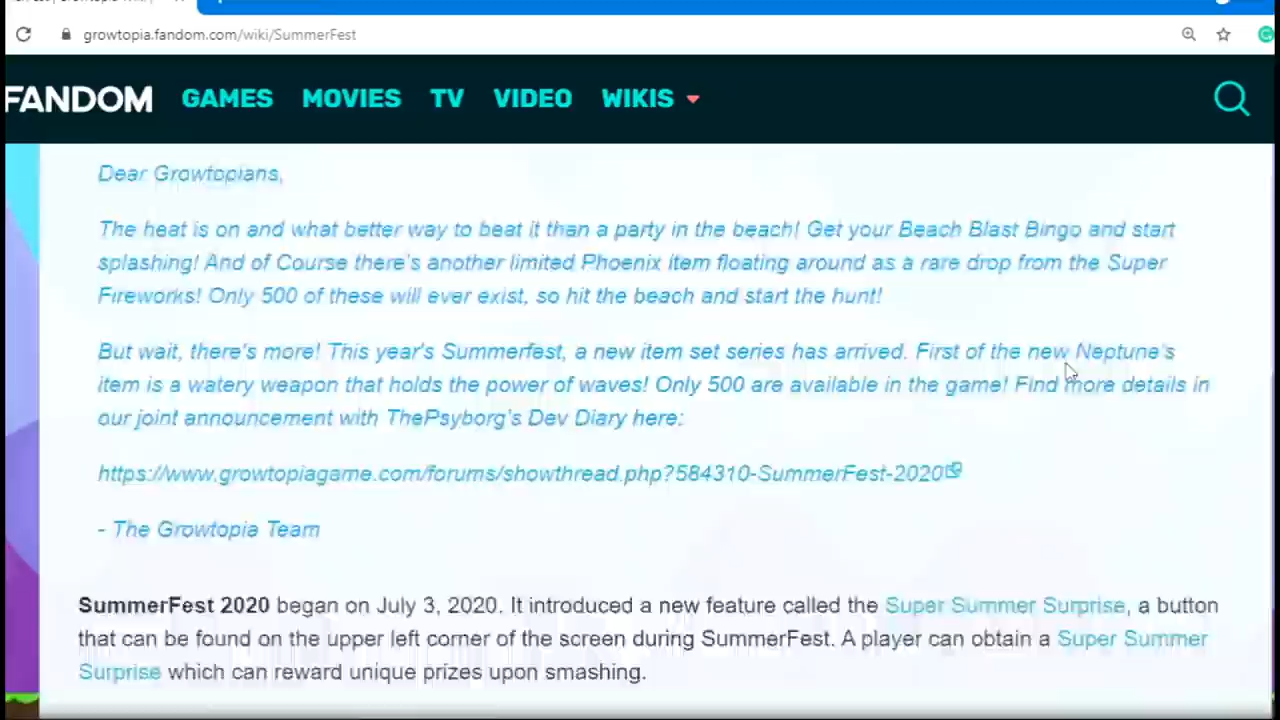 growtopia.fandom.com/wiki/SummerFest
FANDOM GAMES MOVIES TV VIDEO WIKIS
Dear Growtopians,
The heat is on and what better way to beat it than a party in the beach! Get your Beach Blast Bingo and start
splashing! And of Course there's another limited Phoenix item floating around as a rare drop from the Super
Fireworks! Only 500 of these will ever exist, so hit the beach and start the hunt!
But wait, there's more! This year's Summerfest, a new item set series has arrived. First of the new Neptune's
item is a watery weapon that holds the power of waves! Only 500 are available in the game! Find more details in
our joint announcement with ThePsyborg's Dev Diary here:
https://www.growtopiagame.com/forums/showthread.php?584310-SummerFest-2020
- The Growtopia Team
SummerFest 2020 began on July 3, 2020. It introduced a new feature called the Super Summer Surprise, a button
that can be found on the upper left corner of the screen during SummerFest. A player can obtain a Super Summer
Surprise which can reward unique prizes upon smashing.